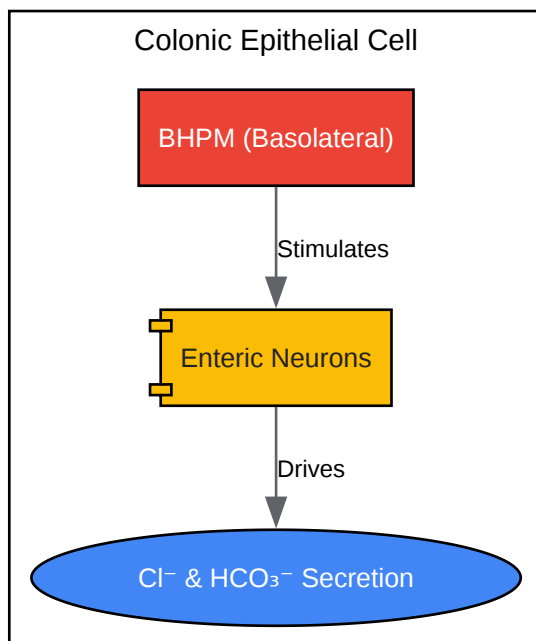 Colonic Epithelial Cell
BHPM (Basolateral)
Stimulates
Enteric Neurons
Drives
Cl⁻ & HCO₃⁻ Secretion